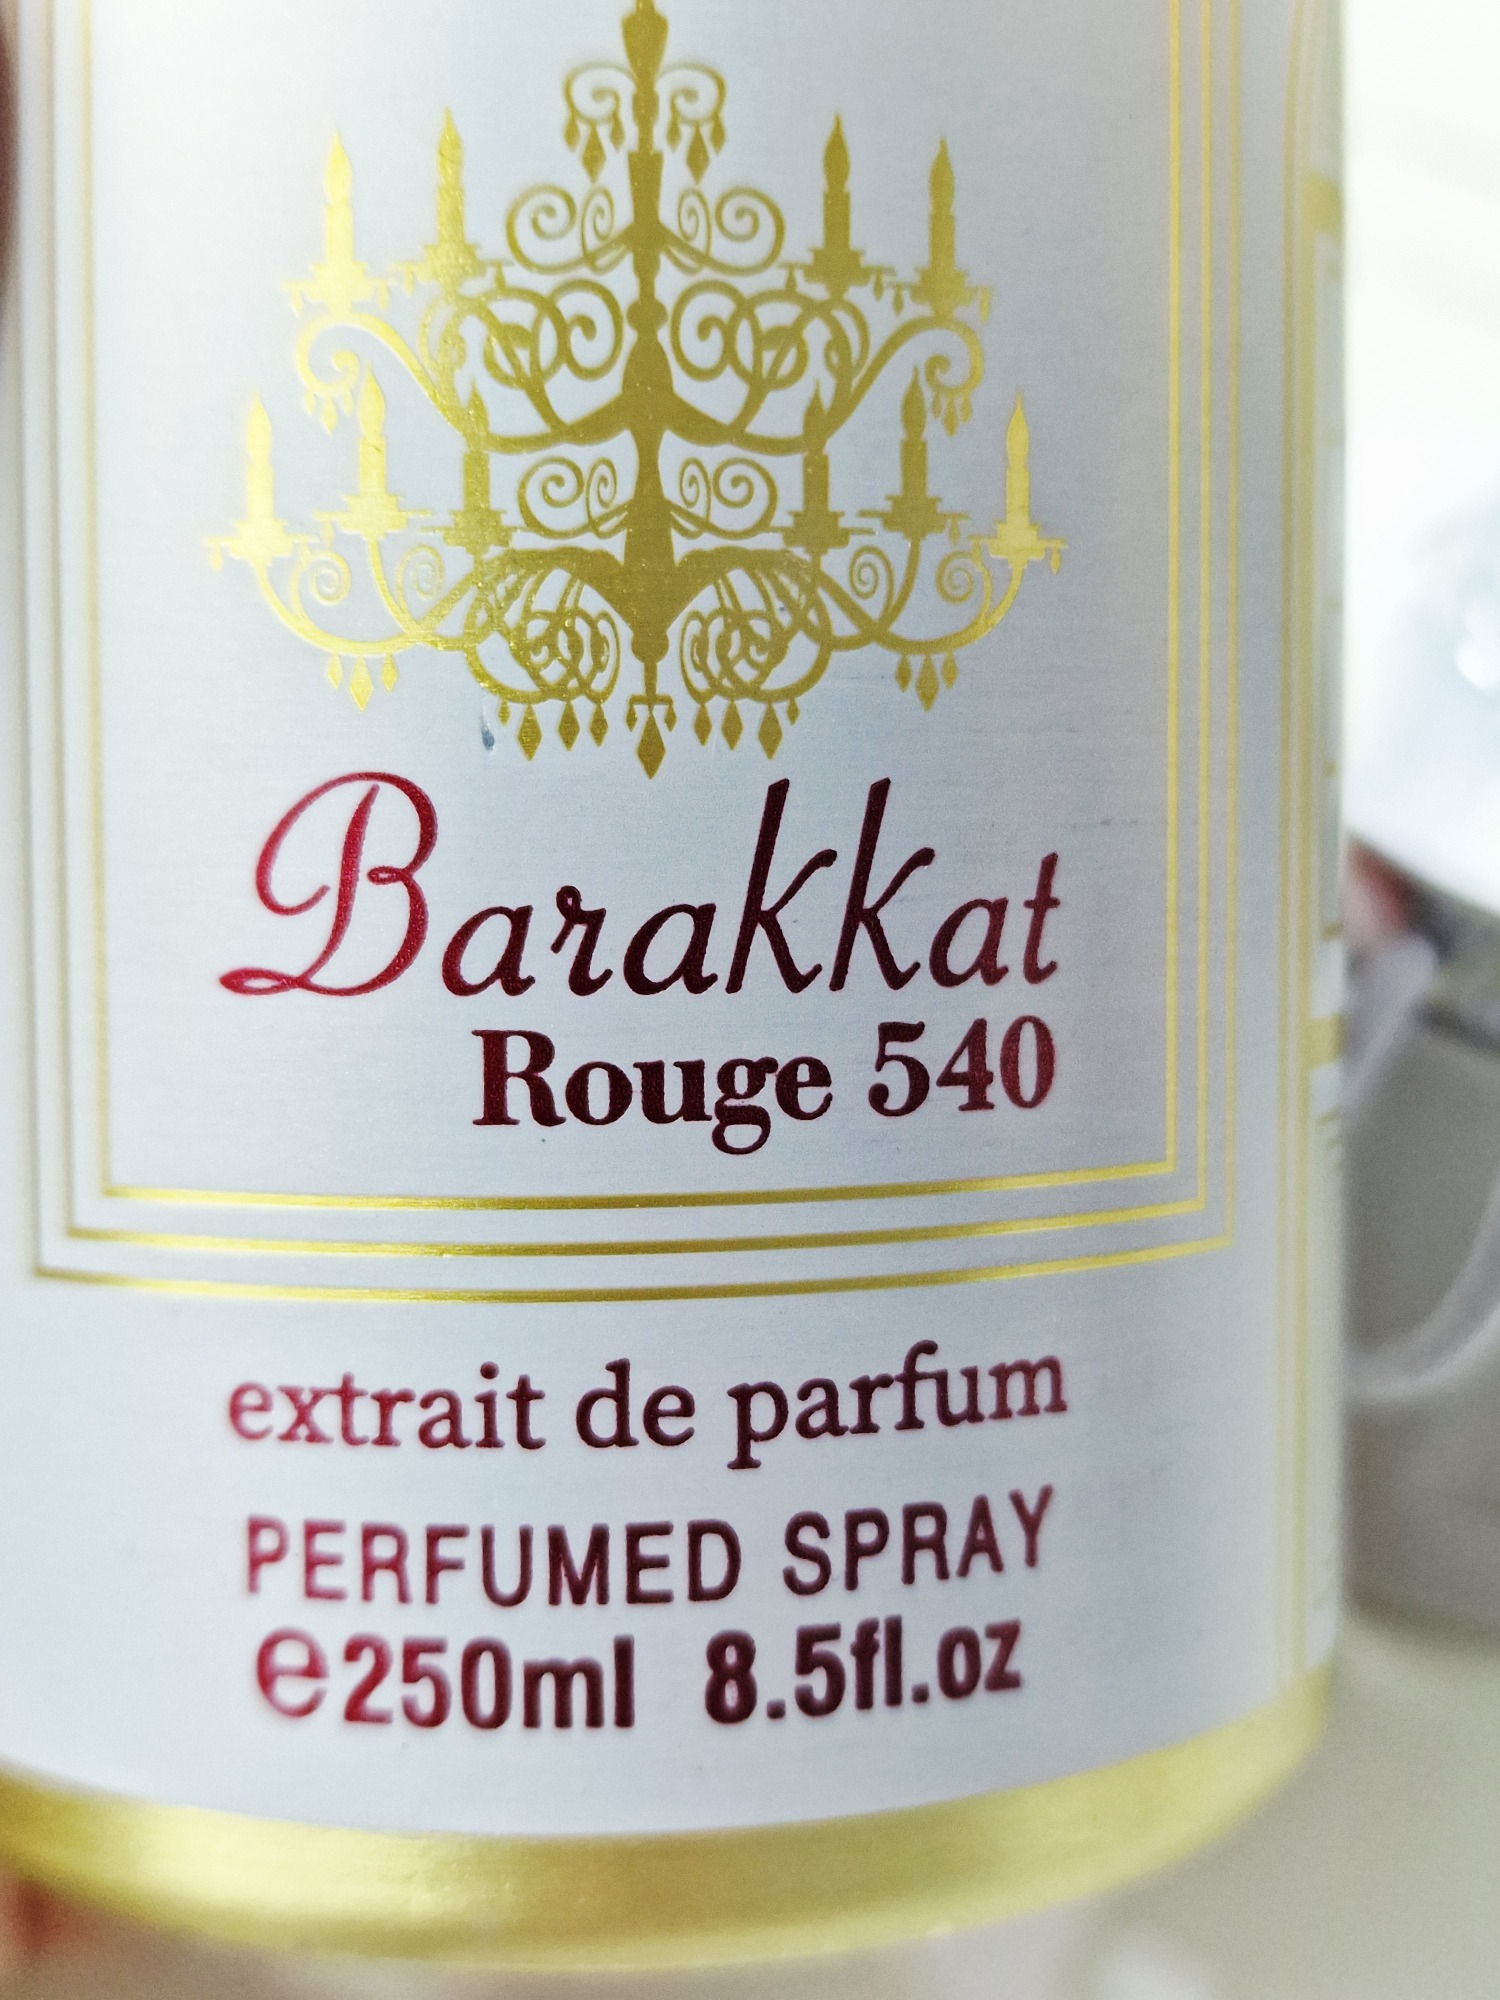 Barakkat
Rouge 540
extrait de parfum
PERFUMED SPRAY
℮250ml 8.5fl.oz